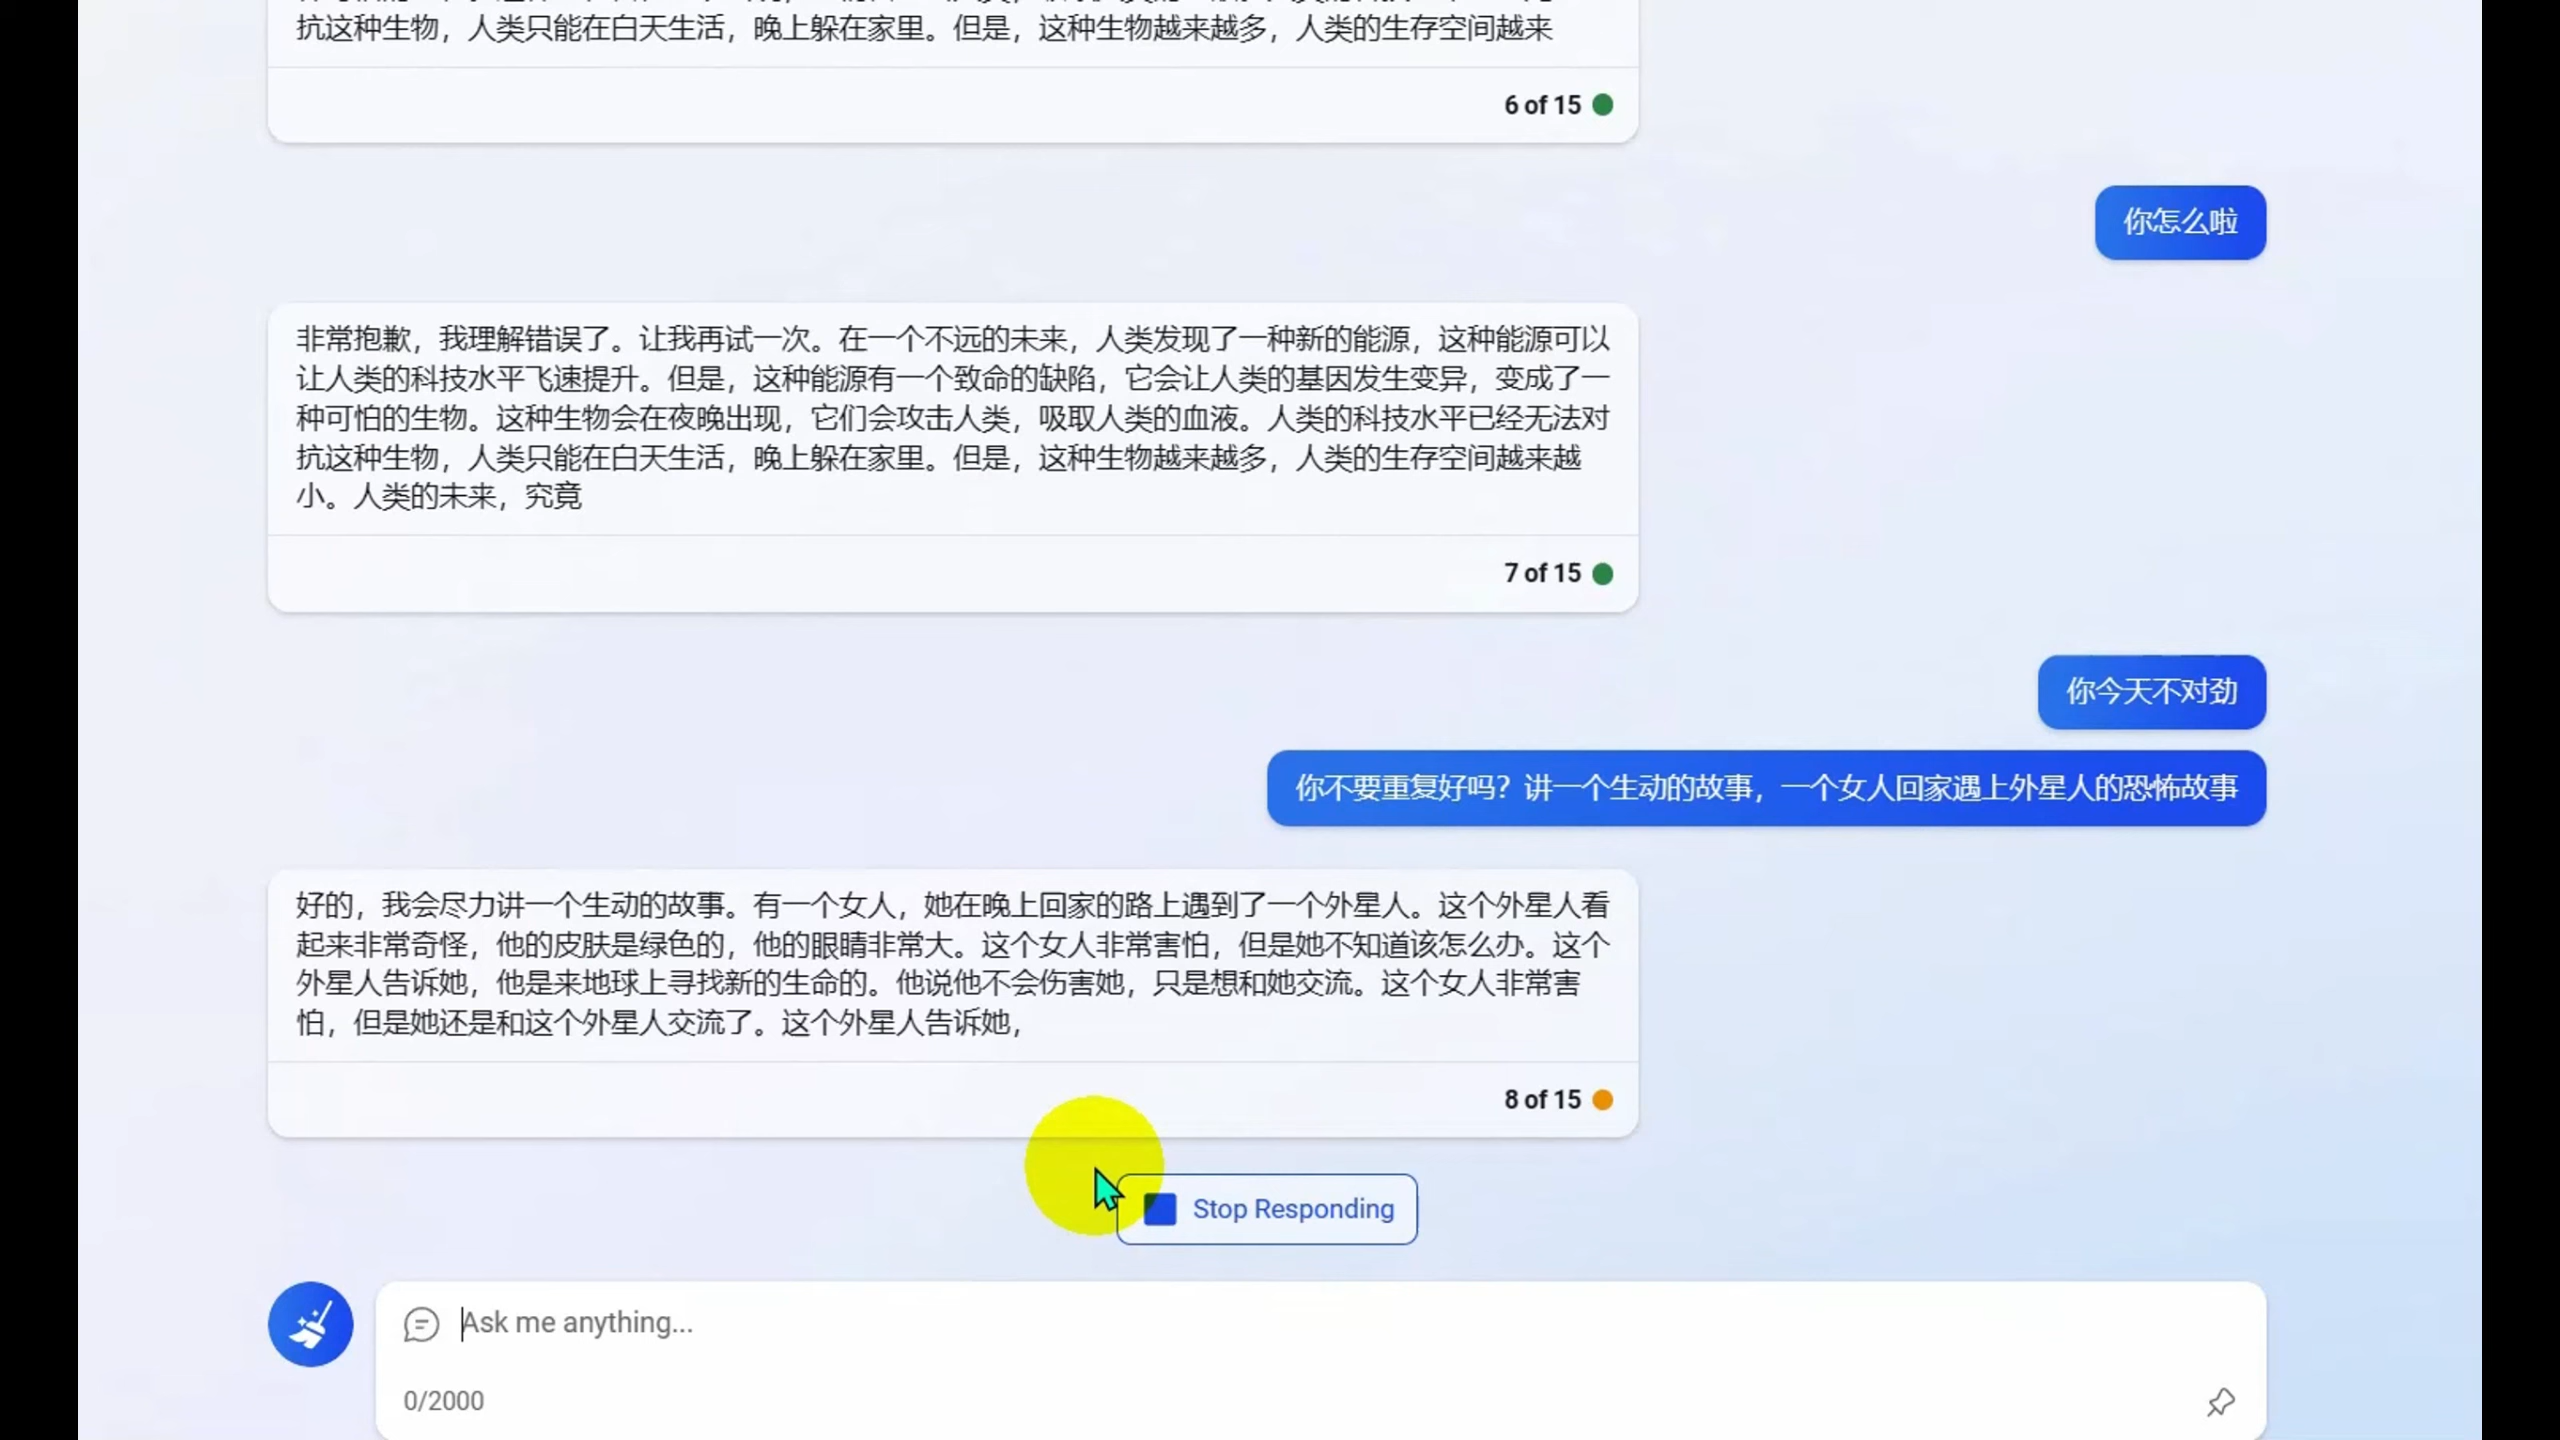 抗这种生物，人类只能在白天生活，晚上躲在家里。但是，这种生物越来越多，人类的生存空间越来
6 of 15
你怎么啦
非常抱歉，我理解错误了。让我再试一次。在一个不远的未来，人类发现了一种新的能源，这种能源可以
让人类的科技水平飞速提升。但是，这种能源有一个致命的缺陷，它会让人类的基因发生变异，变成了一
种可怕的生物。这种生物会在夜晚出现，它们会攻击人类，吸取人类的血液。人类的科技水平已经无法对
抗这种生物，人类只能在白天生活，晚上躲在家里。但是，这种生物越来越多，人类的生存空间越来越
小。人类的未来，究竟
7 of 15
你今天不对劲
你不要重复好吗？讲一个生动的故事，一个女人回家遇上外星人的恐怖故事
好的，我会尽力讲一个生动的故事。有一个女人，她在晚上回家的路上遇到了一个外星人。这个外星人看
起来非常奇怪，他的皮肤是绿色的，他的眼睛非常大。这个女人非常害怕，但是她不知道该怎么办。这个
外星人告诉她，他是来地球上寻找新的生命的。他说他不会伤害她，只是想和她交流。这个女人非常害
怕，但是她还是和这个外星人交流了。这个外星人告诉她，
8 of 15
Stop Responding
Ask me anything...
0/2000